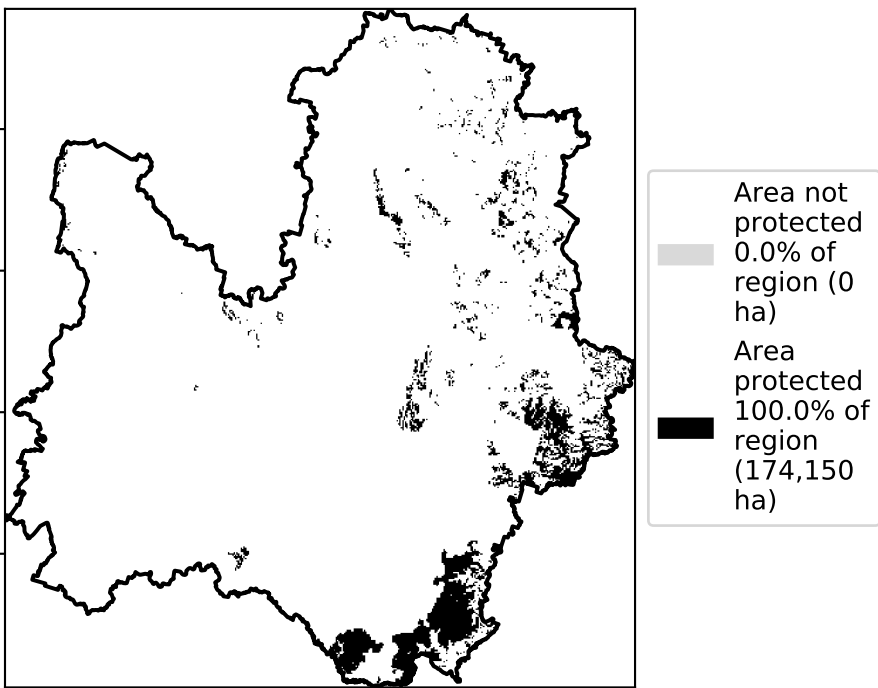 Area not
protected
0.0% of
region (0
ha)
Area
protected
100.0% of
region
(174,150
ha)